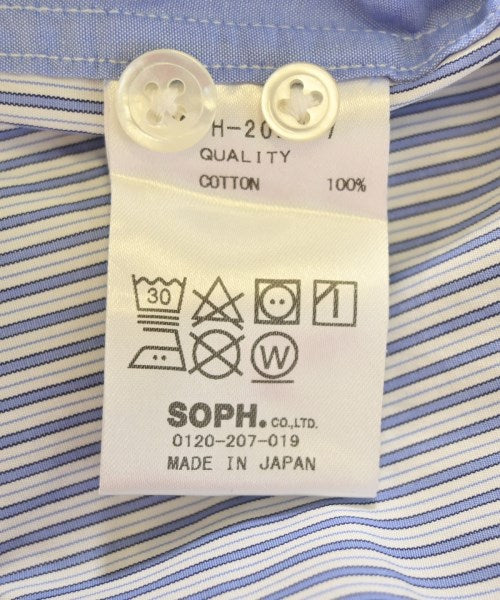 QUALITY
COTTON 100%
30
W
SOPH. CO.,LTD.
0120-207-019
MADE IN JAPAN